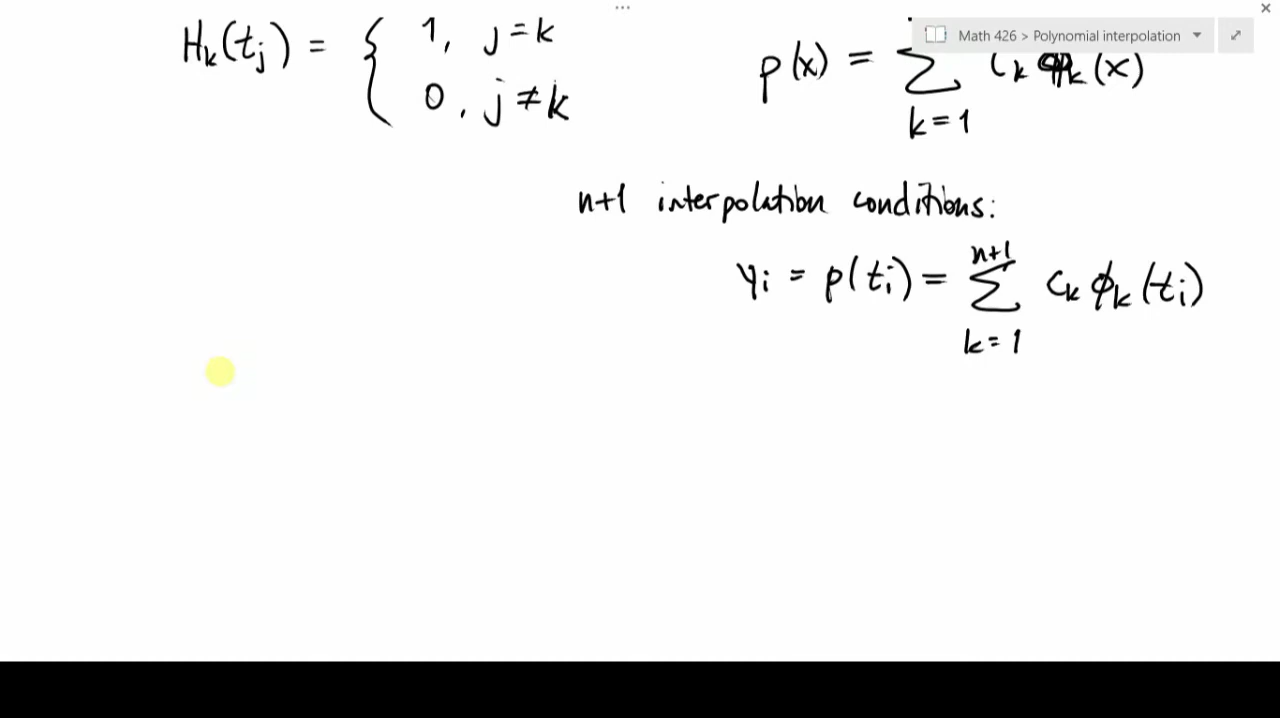 Math 426 > Polynomial interpolation
H_k(t_j) = { 1, j = k
0, j ≠ k
p(x) = ∑ c_k ϕ_k(x)
k = 1
n+1 interpolation conditions:
y_i = p(t_i) = ∑ c_k ϕ_k(t_i)
n+1
k = 1